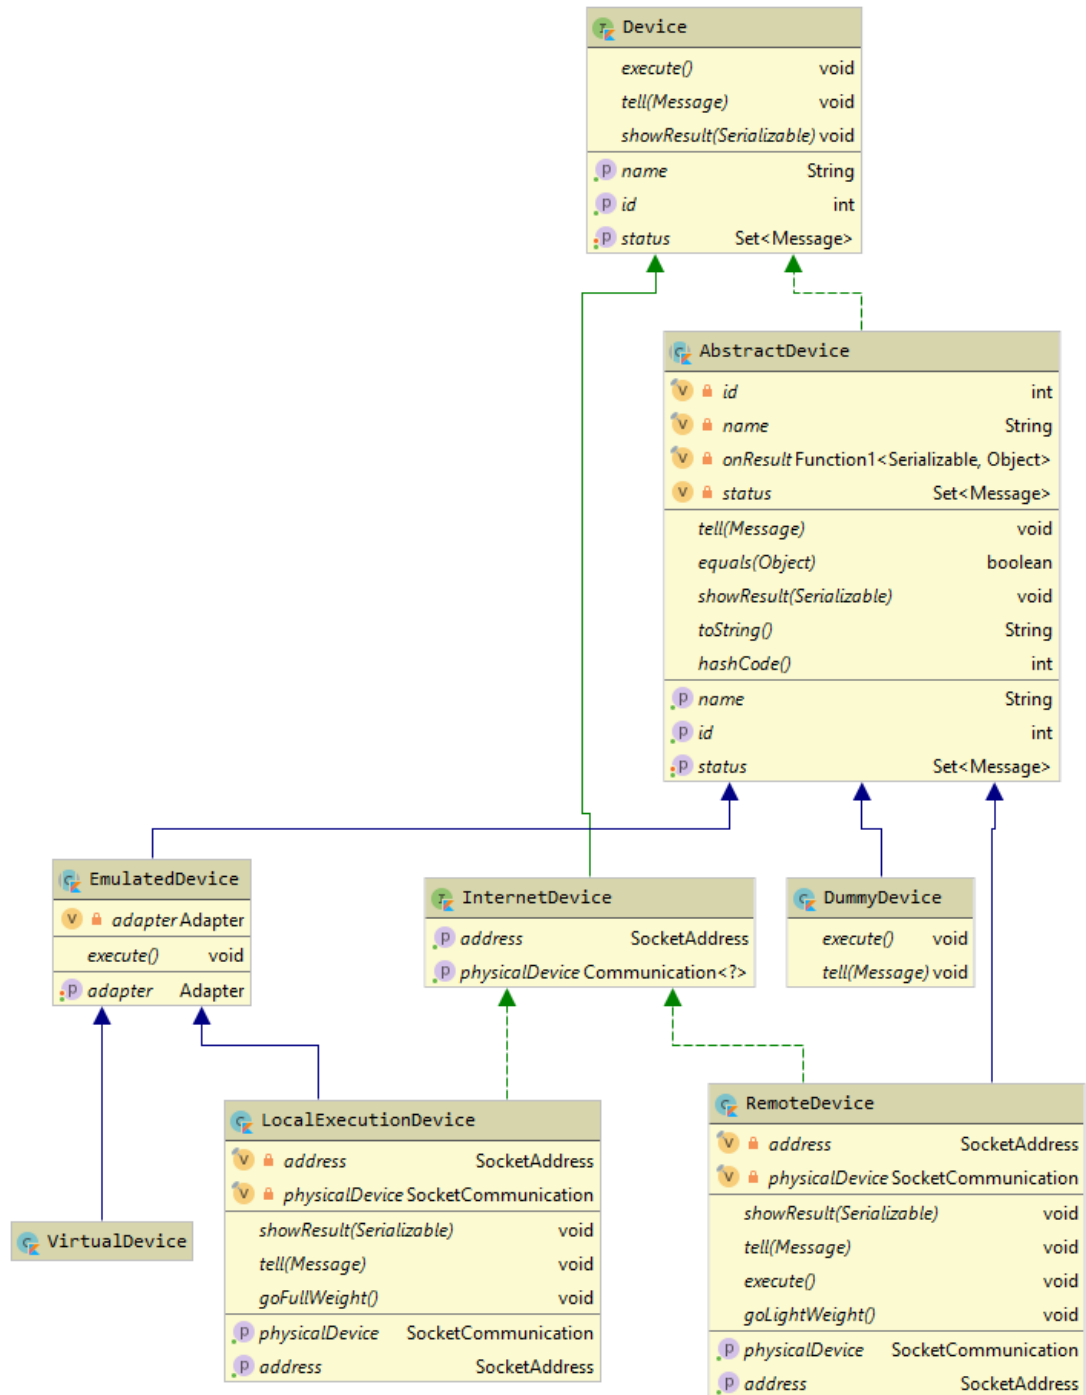 Device
execute() void
tell(Message) void
showResult(Serializable) void
name String
id int
status Set<Message>
AbstractDevice
id int
name String
onResult Function1<Serializable, Object>
status Set<Message>
tell(Message) void
equals(Object) boolean
showResult(Serializable) void
toString() String
hashCode() int
name String
id int
status Set<Message>
EmulatedDevice
adapter Adapter
execute() void
adapter Adapter
InternetDevice
address SocketAddress
physicalDevice Communication<?>
DummyDevice
execute() void
tell(Message) void
VirtualDevice
LocalExecutionDevice
address SocketAddress
physicalDevice SocketCommunication
showResult(Serializable) void
tell(Message) void
goFullWeight() void
physicalDevice SocketCommunication
address SocketAddress
RemoteDevice
address SocketAddress
physicalDevice SocketCommunication
showResult(Serializable) void
tell(Message) void
execute() void
goLightWeight() void
physicalDevice SocketCommunication
address SocketAddress